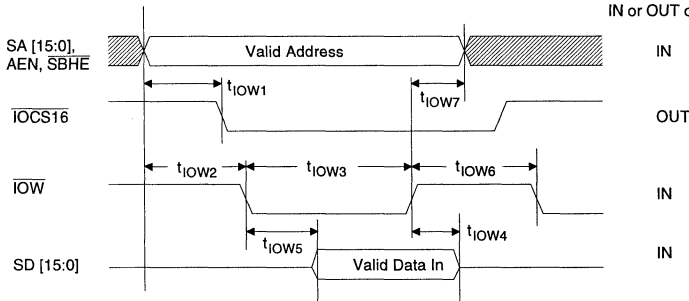 IN or OUT o
SA [15:0],
AEN, SBHE
Valid Address
IN
tIOW1
tIOW7
IOCS16
OUT
tIOW2
tIOW3
tIOW6
IOW
IN
tIOW5
tIOW4
IN
SD [15:0]
Valid Data In